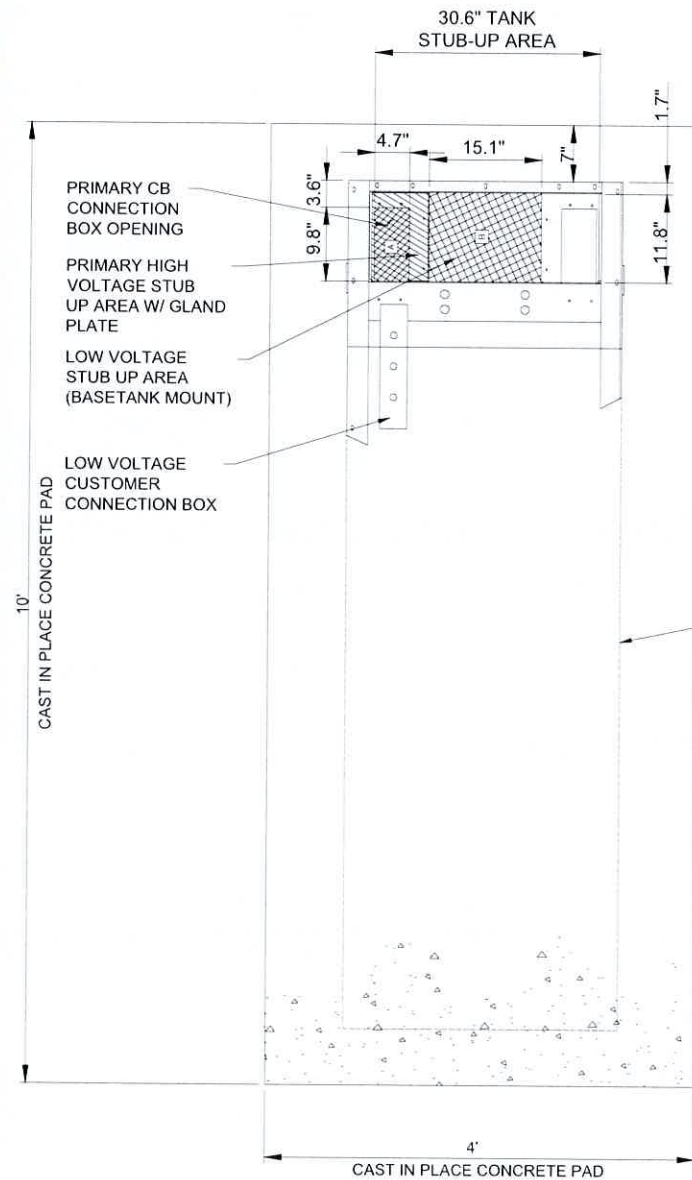 30.6" TANK
STUB-UP AREA
1.7"
4.7"
15.1"
7"
3.6"
9.8"
11.8"
PRIMARY CB
CONNECTION
BOX OPENING
PRIMARY HIGH
VOLTAGE STUB
UP AREA W/ GLAND
PLATE
LOW VOLTAGE
STUB UP AREA
(BASETANK MOUNT)
LOW VOLTAGE
CUSTOMER
CONNECTION BOX
A
B
10'
CAST IN PLACE CONCRETE PAD
4'
CAST IN PLACE CONCRETE PAD